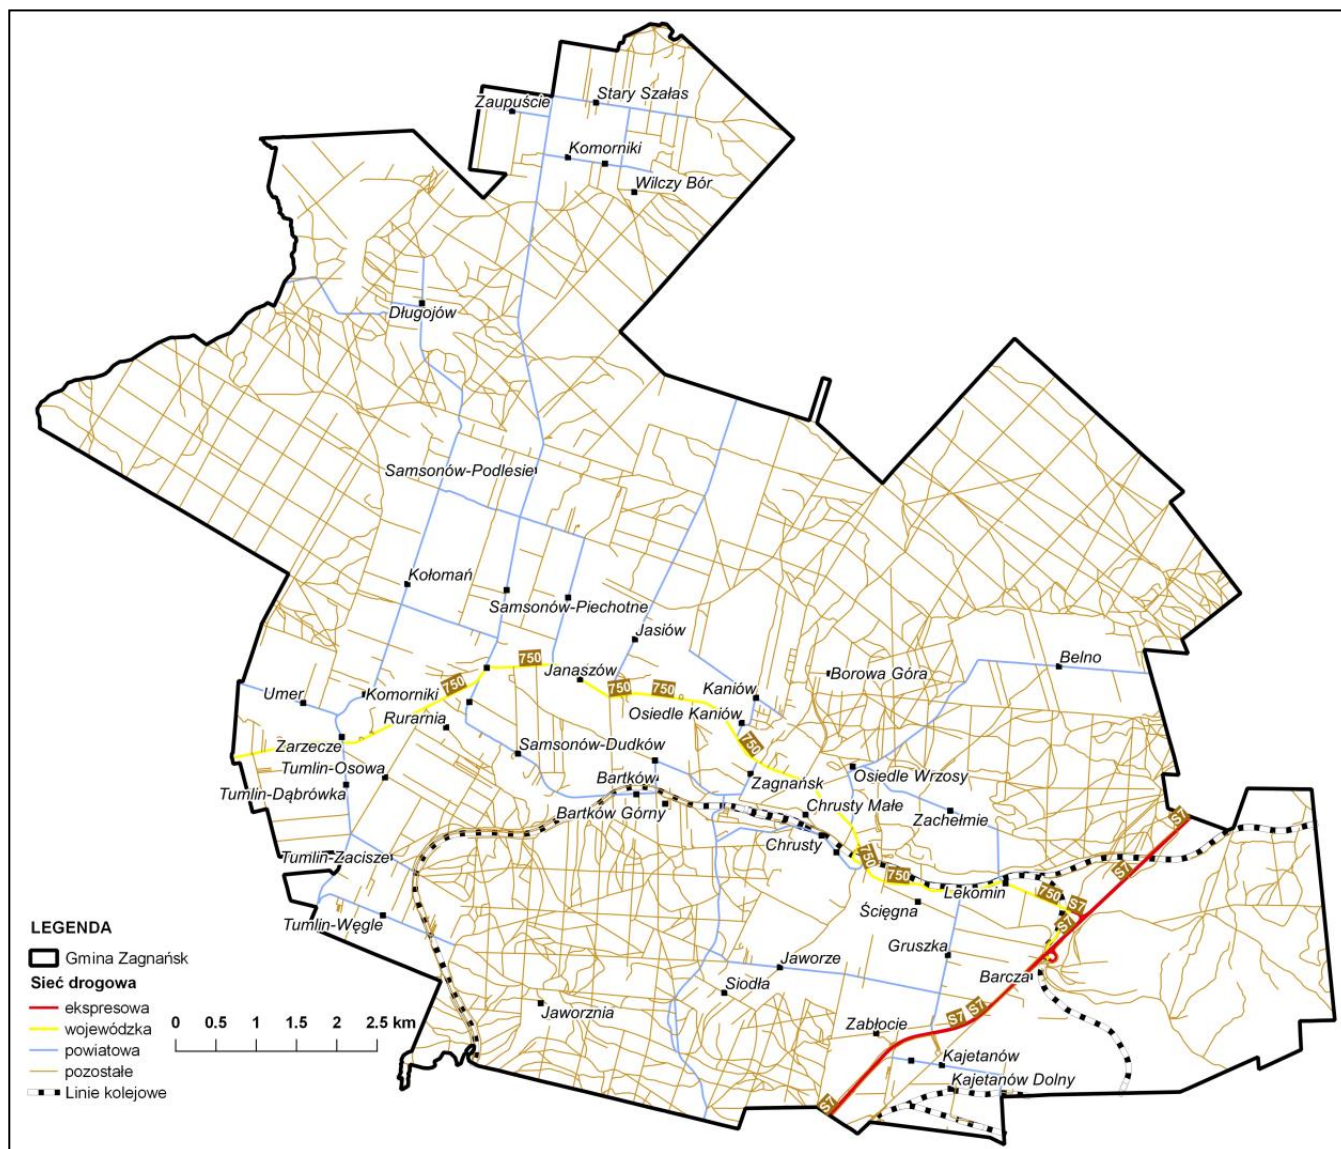 Stary Szałas
Zaupuście
Komorniki
Wilczy Bór
Długojów
Samsonów-Podlesie
Kołomań
Samsonów-Piechotne
Jasiów
750
Belno
Janaszów
Borowa Góra
750
750
750
Kaniów
Umer
Komorniki
Rurarnia
Osiedle Kaniów
Zarzecze
750
Samsonów-Dudków
Tumlin-Osowa
Bartków
Zagnańsk
Osiedle Wrzosy
Tumlin-Dąbrówka
Bartków Górny
Chrusty Małe
Zachełmie
S7
Chrusty
Tumlin-Zacisze
750
S7
750
Lekomin
750
S7
Ścięgna
Tumlin-Węgle
S7
Gruszka
Jaworze
Barcza
Siodła
Jaworznia
S7
S7
Zabłocie
Kajetanów
Kajetanów Dolny
S7
LEGENDA
Gmina Zagnańsk
Sieć drogowa
ekspresowa
wojewódzka
powiatowa
pozostałe
Linie kolejowe
0 0.5 1 1.5 2 2.5 km